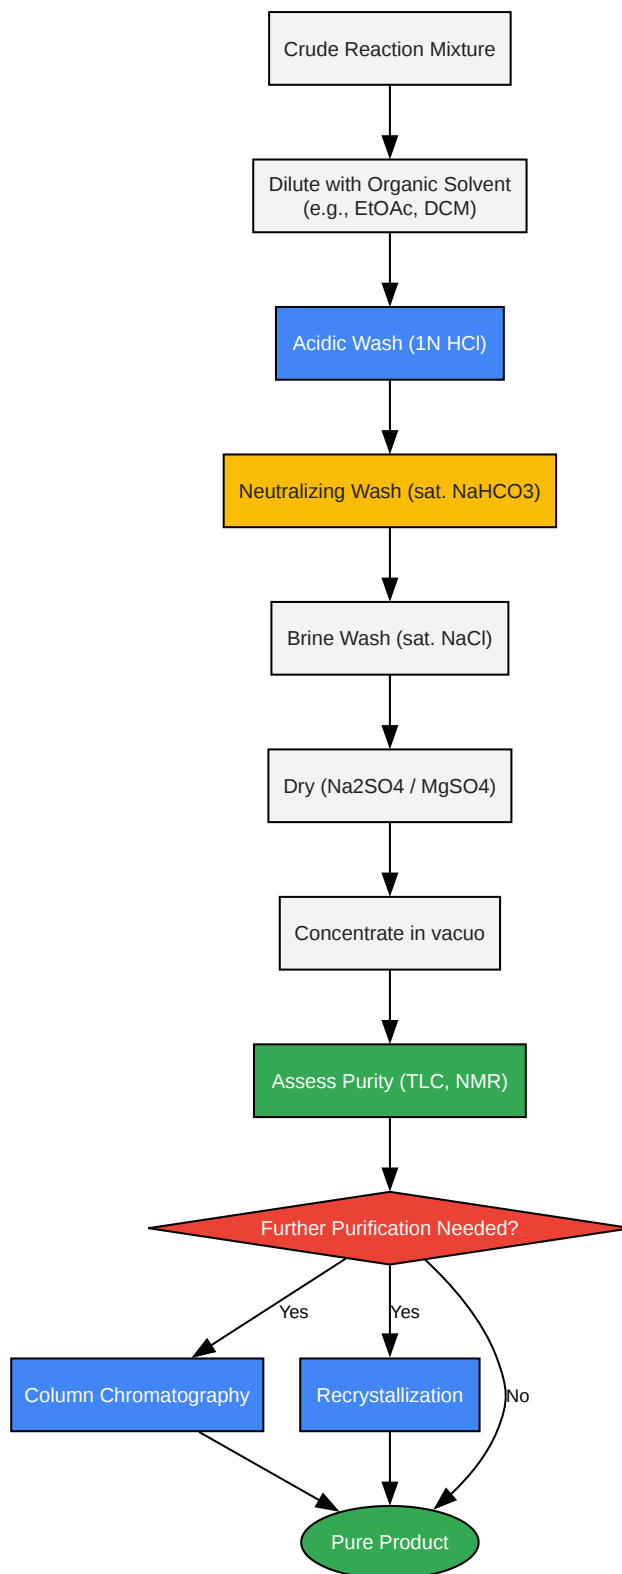 Crude Reaction Mixture
Dilute with Organic Solvent
(e.g., EtOAc, DCM)
Acidic Wash (1N HCl)
Neutralizing Wash (sat. NaHCO3)
Brine Wash (sat. NaCl)
Dry (Na2SO4 / MgSO4)
Concentrate in vacuo
Assess Purity (TLC, NMR)
Further Purification Needed?
Yes
Yes
No
Column Chromatography
Recrystallization
Pure Product